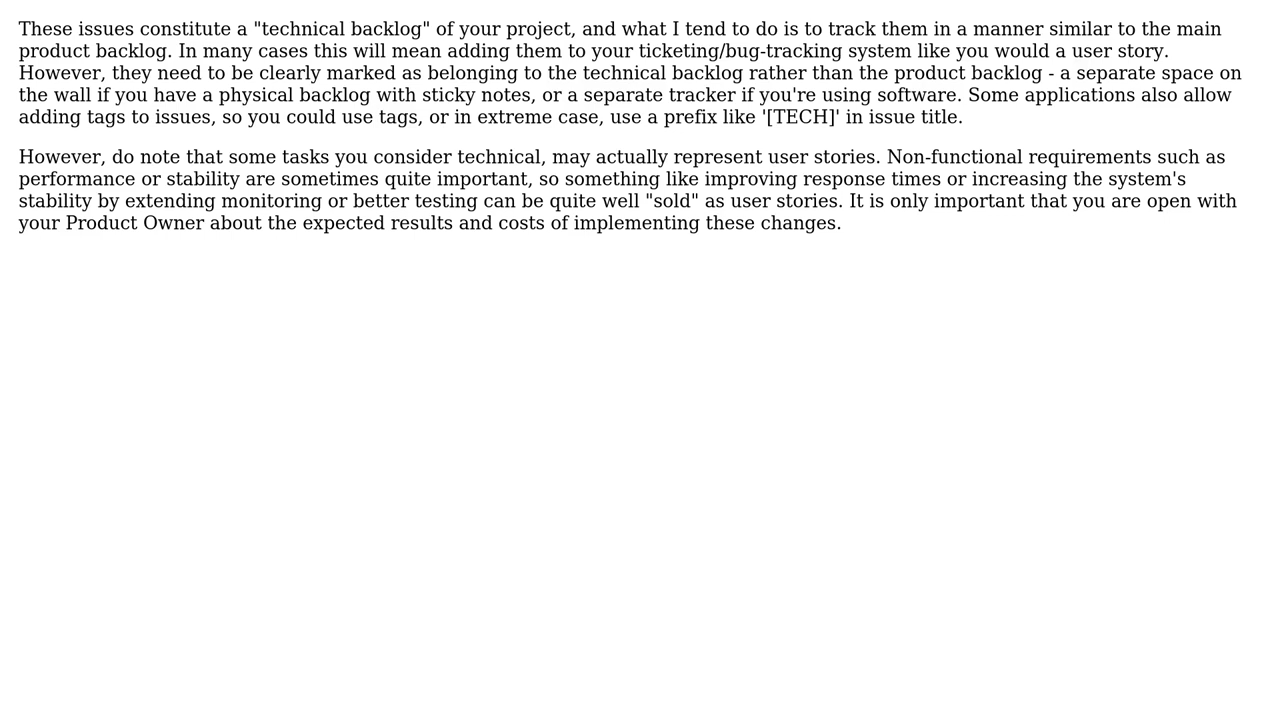 These issues constitute a "technical backlog" of your project, and what I tend to do is to track them in a manner similar to the main
product backlog. In many cases this will mean adding them to your ticketing/bug-tracking system like you would a user story.
However, they need to be clearly marked as belonging to the technical backlog rather than the product backlog - a separate space on
the wall if you have a physical backlog with sticky notes, or a separate tracker if you're using software. Some applications also allow
adding tags to issues, so you could use tags, or in extreme case, use a prefix like '[TECH]' in issue title.
However, do note that some tasks you consider technical, may actually represent user stories. Non-functional requirements such as
performance or stability are sometimes quite important, so something like improving response times or increasing the system's
stability by extending monitoring or better testing can be quite well "sold" as user stories. It is only important that you are open with
your Product Owner about the expected results and costs of implementing these changes.